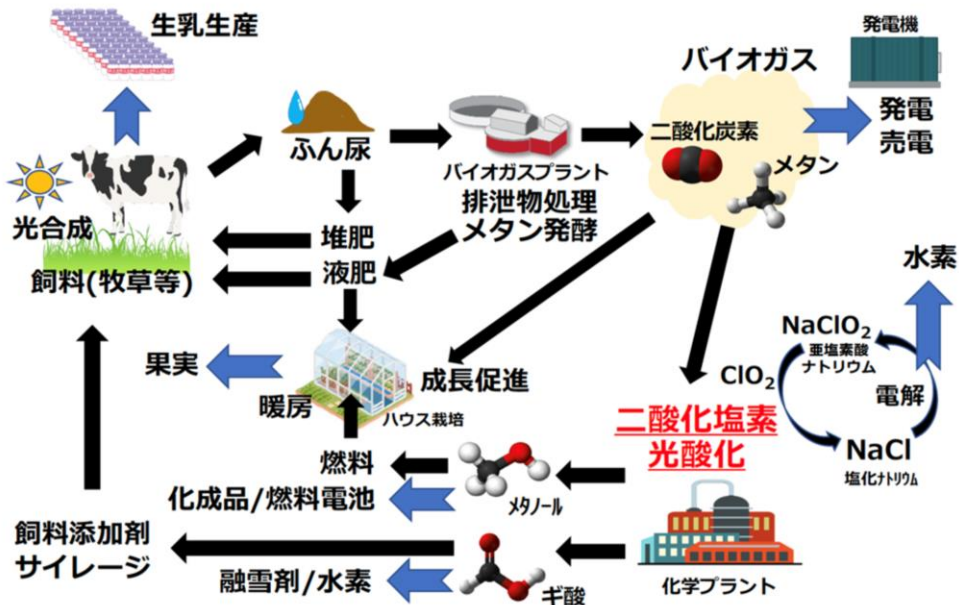 生乳生産
発電機
バイオガス
発電
売電
二酸化炭素
メタン
ふん尿
バイオガスプラント
排泄物処理
メタン発酵
光合成
堆肥
液肥
飼料(牧草等)
水素
NaClO₂
亜塩素酸
ナトリウム
ClO₂
電解
NaCl
塩化ナトリウム
果実
暖房
成長促進
ハウス栽培
二酸化塩素
光酸化
燃料
化成品/燃料電池
メタノール
飼料添加剤
サイレージ
融雪剤/水素
ギ酸
化学プラント